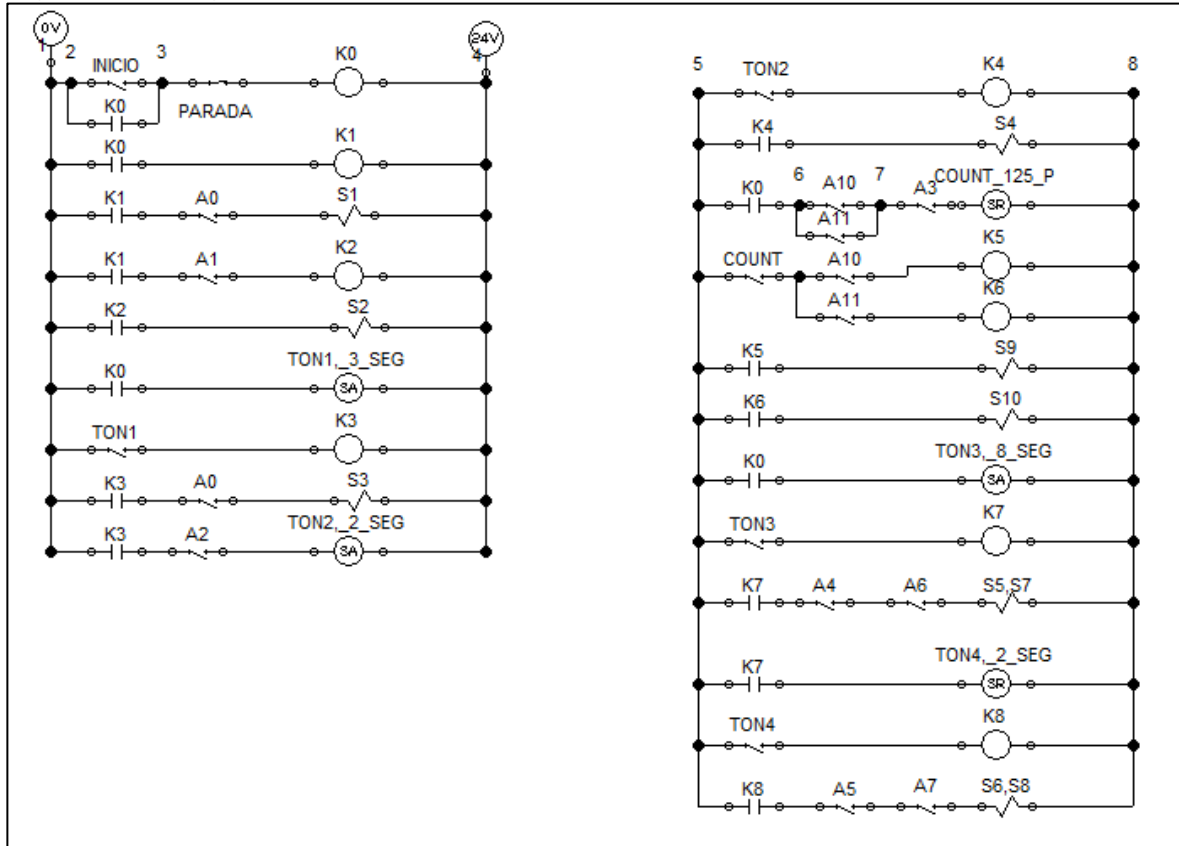 0V
1 2 3 24V
4
INICIO K0
PARADA
K0
K0 K1
K1 A0 S1
K1 A1 K2
K2 S2
K0 TON1,_3_SEG
SA
TON1 K3
K3 A0 S3
K3 A2 TON2,_2_SEG
SA
5 8
TON2 K4
K4 S4
K0 6 A10 7 A3 COUNT_125_P
SR
A11
COUNT A10 K5
A11 K6
K5 S9
K6 S10
K0 TON3,_8_SEG
SA
TON3 K7
K7 A4 A6 S5,S7
K7 TON4,_2_SEG
SR
TON4 K8
K8 A5 A7 S6,S8